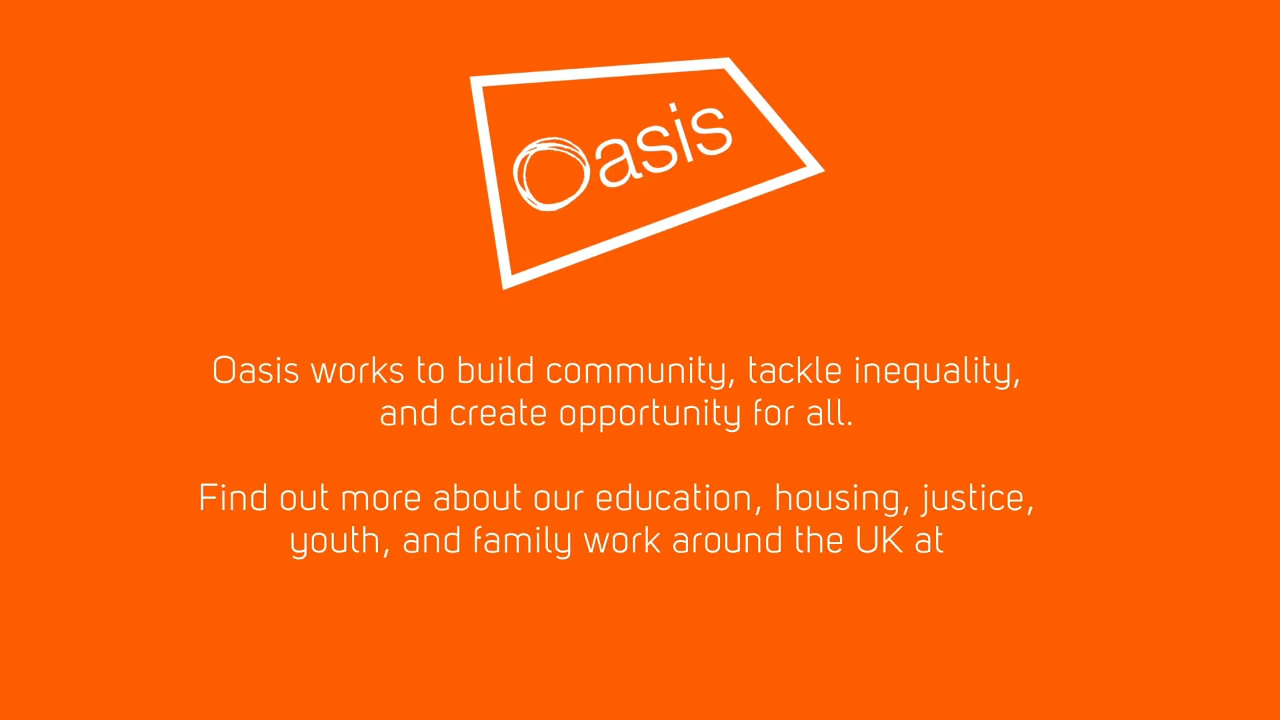 Oasis
Oasis works to build community, tackle inequality,
and create opportunity for all.
Find out more about our education, housing, justice,
youth, and family work around the UK at